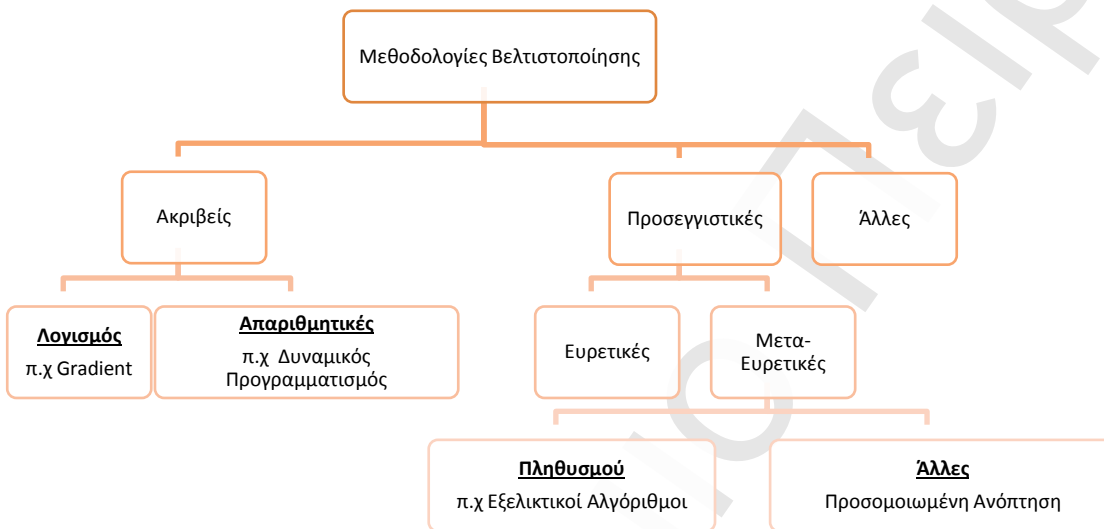 Μεθοδολογίες Βελτιστοποίησης
Ακριβείς
Προσεγγιστικές
Άλλες
Λογισμός
π.χ Gradient
Απαριθμητικές
π.χ Δυναμικός
Προγραμματισμός
Ευρετικές
Μετα-
Ευρετικές
Πληθυσμού
π.χ Εξελικτικοί Αλγόριθμοι
Άλλες
Προσομοιωμένη Ανόπτηση